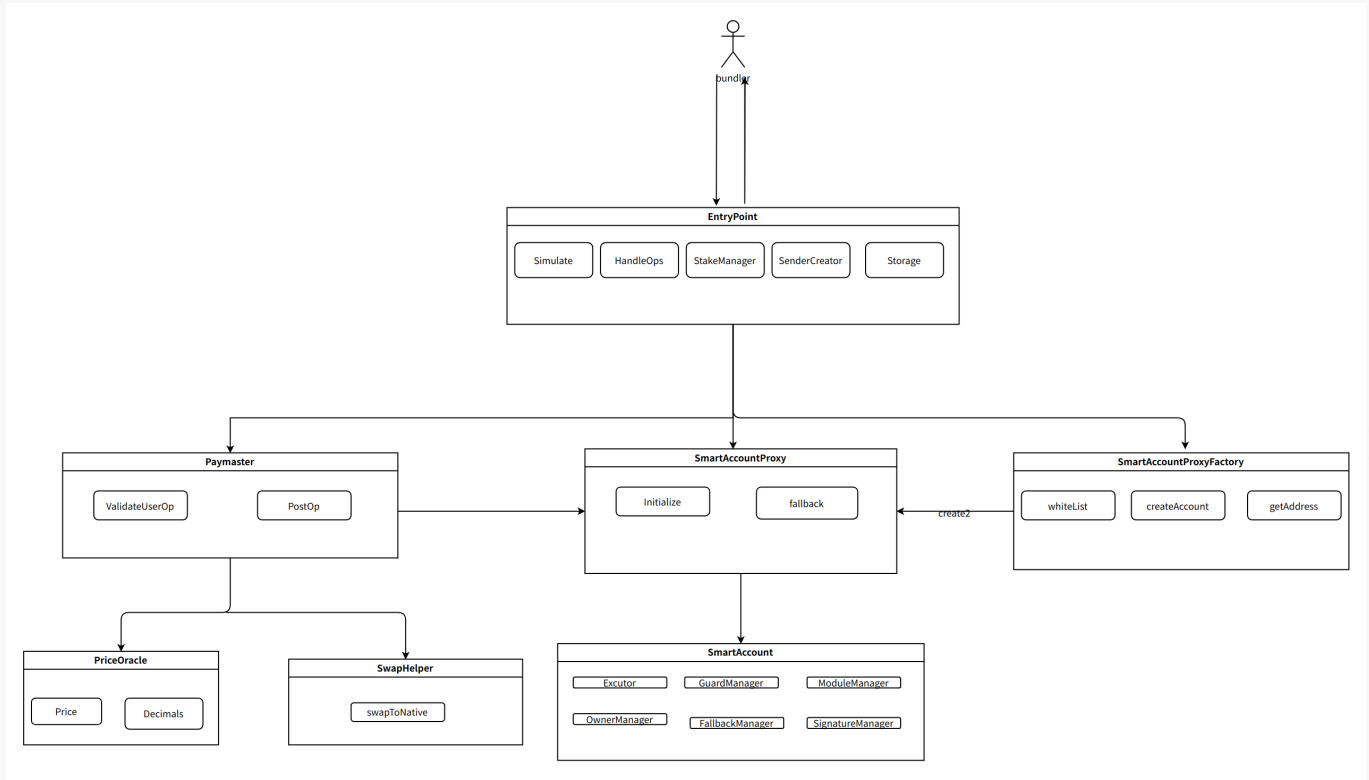 bundler
EntryPoint
Simulate
HandleOps
StakeManager
SenderCreator
Storage
Paymaster
ValidateUserOp
PostOp
SmartAccountProxy
Initialize
fallback
create2
SmartAccountProxyFactory
whiteList
createAccount
getAddress
PriceOracle
Price
Decimals
SwapHelper
swapToNative
SmartAccount
Excutor
GuardManager
ModuleManager
OwnerManager
FallbackManager
SignatureManager